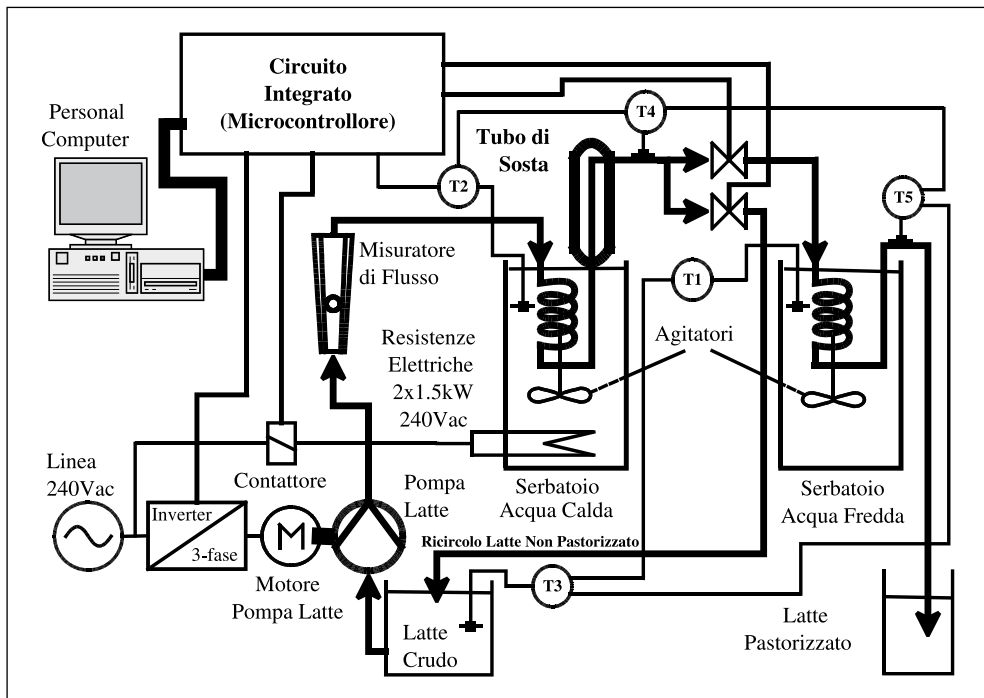 Circuito
Integrato
(Microcontrollore)
Personal
Computer
T4
Tubo di
Sosta
T2
T5
Misuratore
di Flusso
T1
Resistenze
Elettriche
2x1.5kW
240Vac
Agitatori
Linea
240Vac
Contattore
Pompa
Latte
Serbatoio
Acqua Calda
Serbatoio
Acqua Fredda
Inverter
3-fase
M
Ricircolo Latte Non Pastorizzato
Motore
Pompa Latte
T3
Latte
Crudo
Latte
Pastorizzato